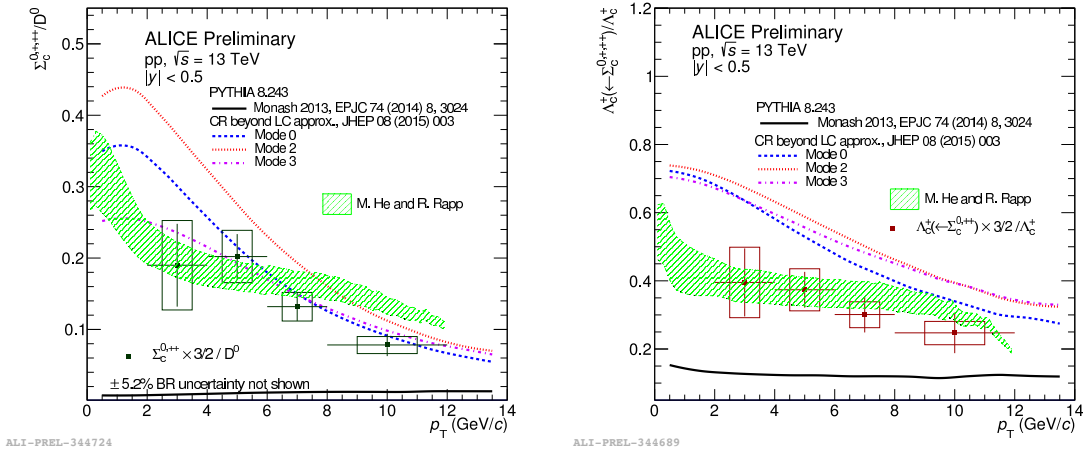 Σc0,+,++/D0
ALICE Preliminary
pp, √s = 13 TeV
|y| < 0.5
PYTHIA 8.243
Monash 2013, EPJC 74 (2014) 8, 3024
CR beyond LC approx., JHEP 08 (2015) 003
Mode 0
Mode 2
Mode 3
M. He and R. Rapp
Σc0,++ × 3/2 / D0
±5.2% BR uncertainty not shown
0.5
0.4
0.3
0.2
0.1
0 2 4 6 8 10 12 14
pT (GeV/c)
ALI-PREL-344724
Λc+(←Σc0,+,++)/Λc+
ALICE Preliminary
pp, √s = 13 TeV
|y| < 0.5
PYTHIA 8.243
Monash 2013, EPJC 74 (2014) 8, 3024
CR beyond LC approx., JHEP 08 (2015) 003
Mode 0
Mode 2
Mode 3
M. He and R. Rapp
Λc+(←Σc0,++) × 3/2 /Λc+
1.2
1
0.8
0.6
0.4
0.2
0 2 4 6 8 10 12 14
pT (GeV/c)
ALI-PREL-344689